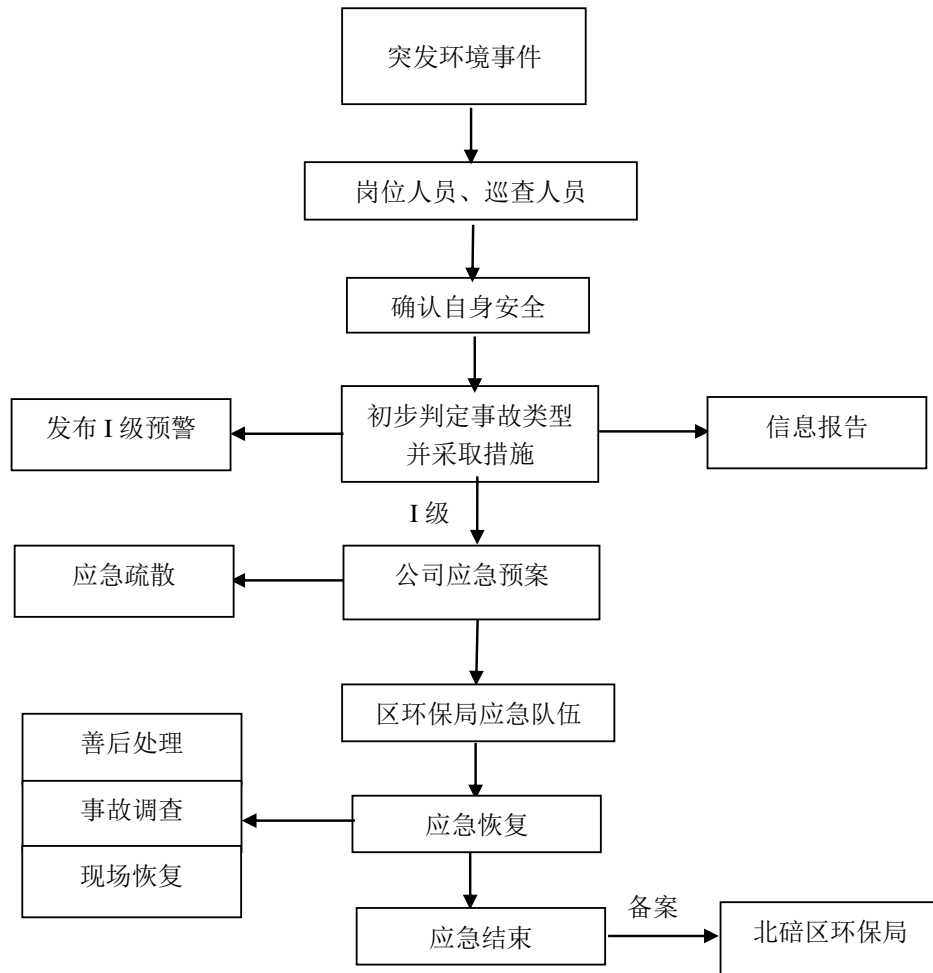 突发环境事件
岗位人员、巡查人员
确认自身安全
发布 I 级预警
初步判定事故类型
并采取措施
信息报告
I 级
应急疏散
公司应急预案
区环保局应急队伍
善后处理
事故调查
应急恢复
现场恢复
备案
应急结束
北碚区环保局